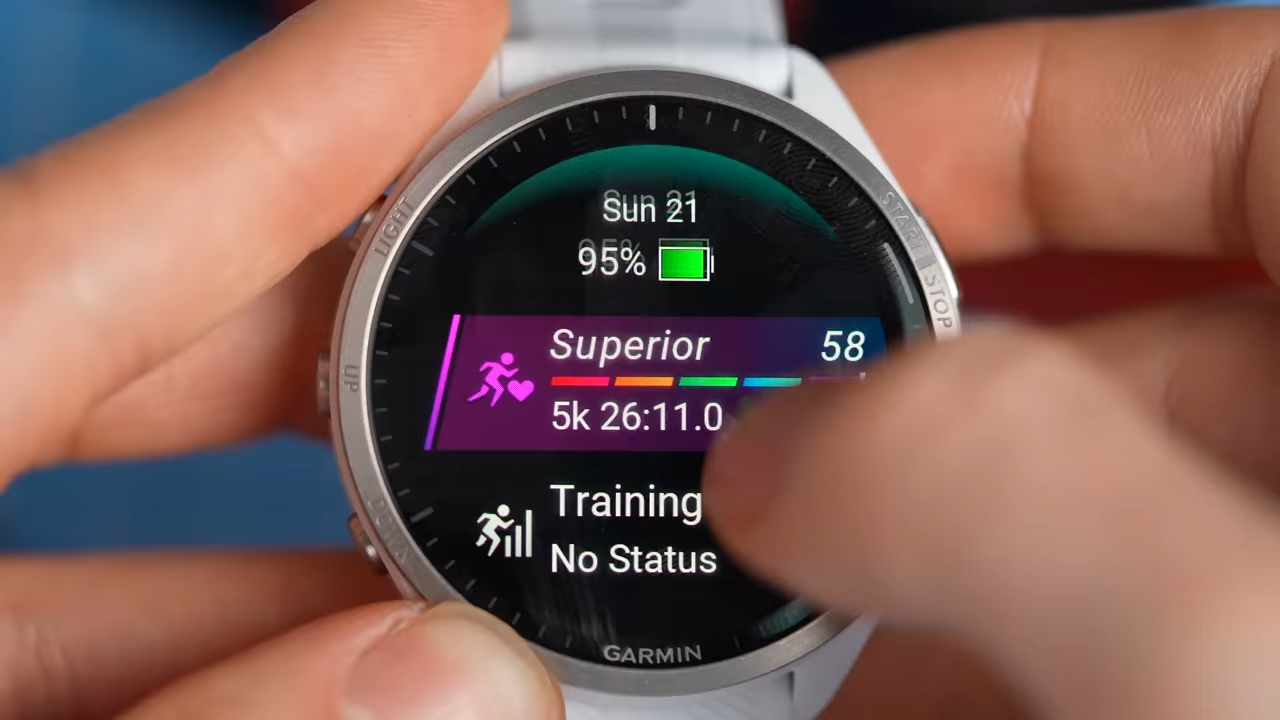 LIGHT
START
STOP
UP
Sun 21
95%
Superior 58
5k 26:11.0
Training
No Status
GARMIN